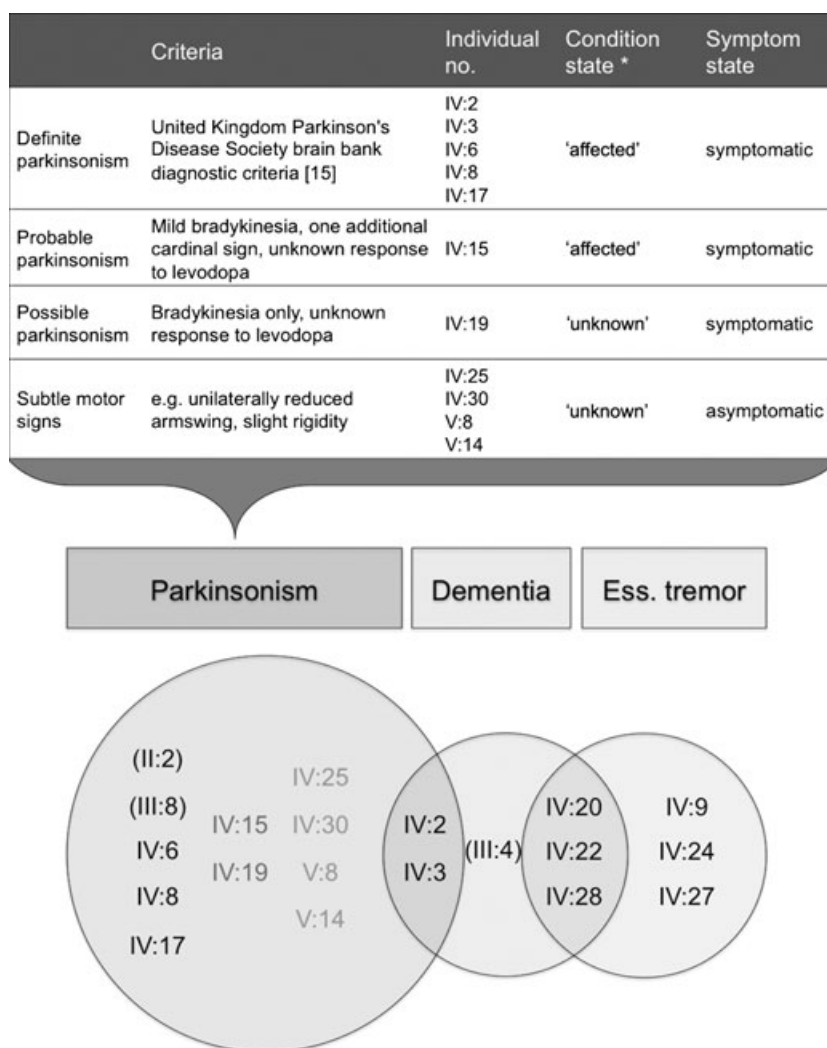 Criteria
Individual no.
Condition state *
Symptom state
Definite parkinsonism
United Kingdom Parkinson's
Disease Society brain bank
diagnostic criteria [15]
IV:2
IV:3
IV:6
IV:8
IV:17
'affected'
symptomatic
Probable parkinsonism
Mild bradykinesia, one additional
cardinal sign, unknown response
to levodopa
IV:15
'affected'
symptomatic
Possible parkinsonism
Bradykinesia only, unknown
response to levodopa
IV:19
'unknown'
symptomatic
Subtle motor signs
e.g. unilaterally reduced
armswing, slight rigidity
IV:25
IV:30
V:8
V:14
'unknown'
asymptomatic
Parkinsonism
Dementia
Ess. tremor
(II:2)
(III:8)
IV:6
IV:8
IV:17
IV:15
IV:19
IV:25
IV:30
V:8
V:14
IV:2
IV:3
(III:4)
IV:20
IV:22
IV:28
IV:9
IV:24
IV:27